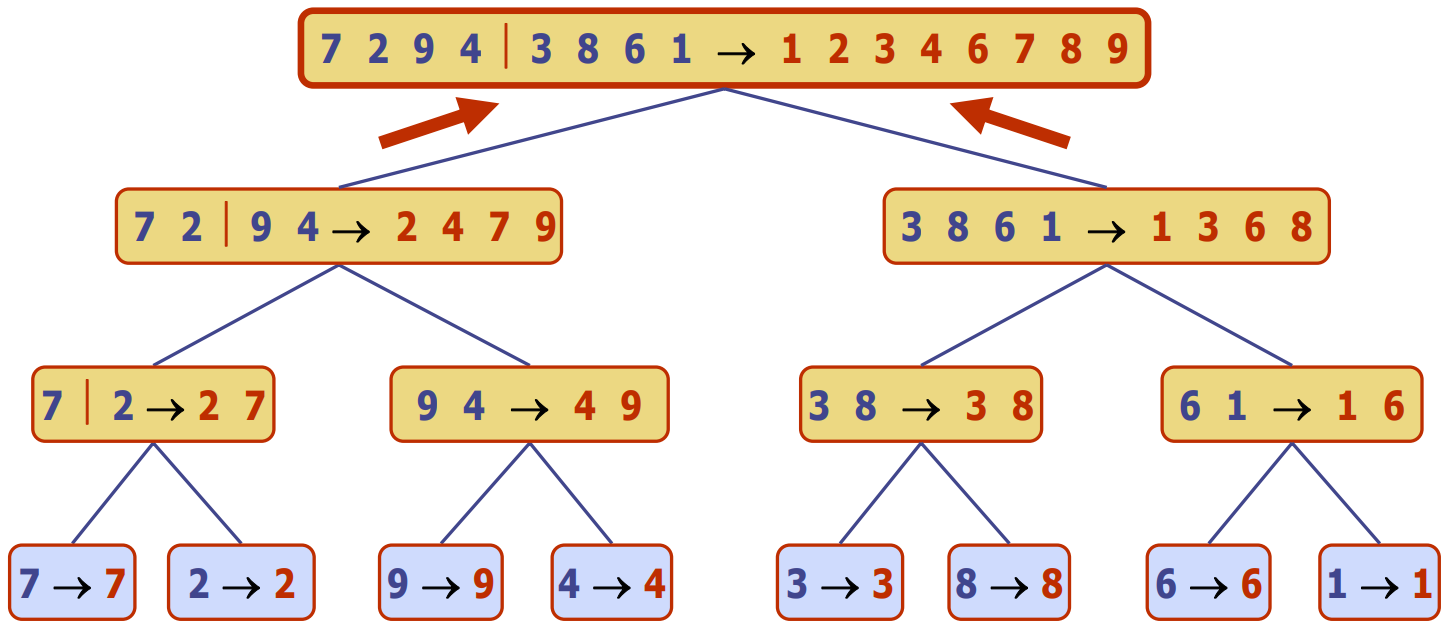 7 2 9 4 | 3 8 6 1 → 1 2 3 4 6 7 8 9
7 2 | 9 4 → 2 4 7 9
3 8 6 1 → 1 3 6 8
7 | 2 → 2 7
9 4 → 4 9
3 8 → 3 8
6 1 → 1 6
7 → 7
2 → 2
9 → 9
4 → 4
3 → 3
8 → 8
6 → 6
1 → 1